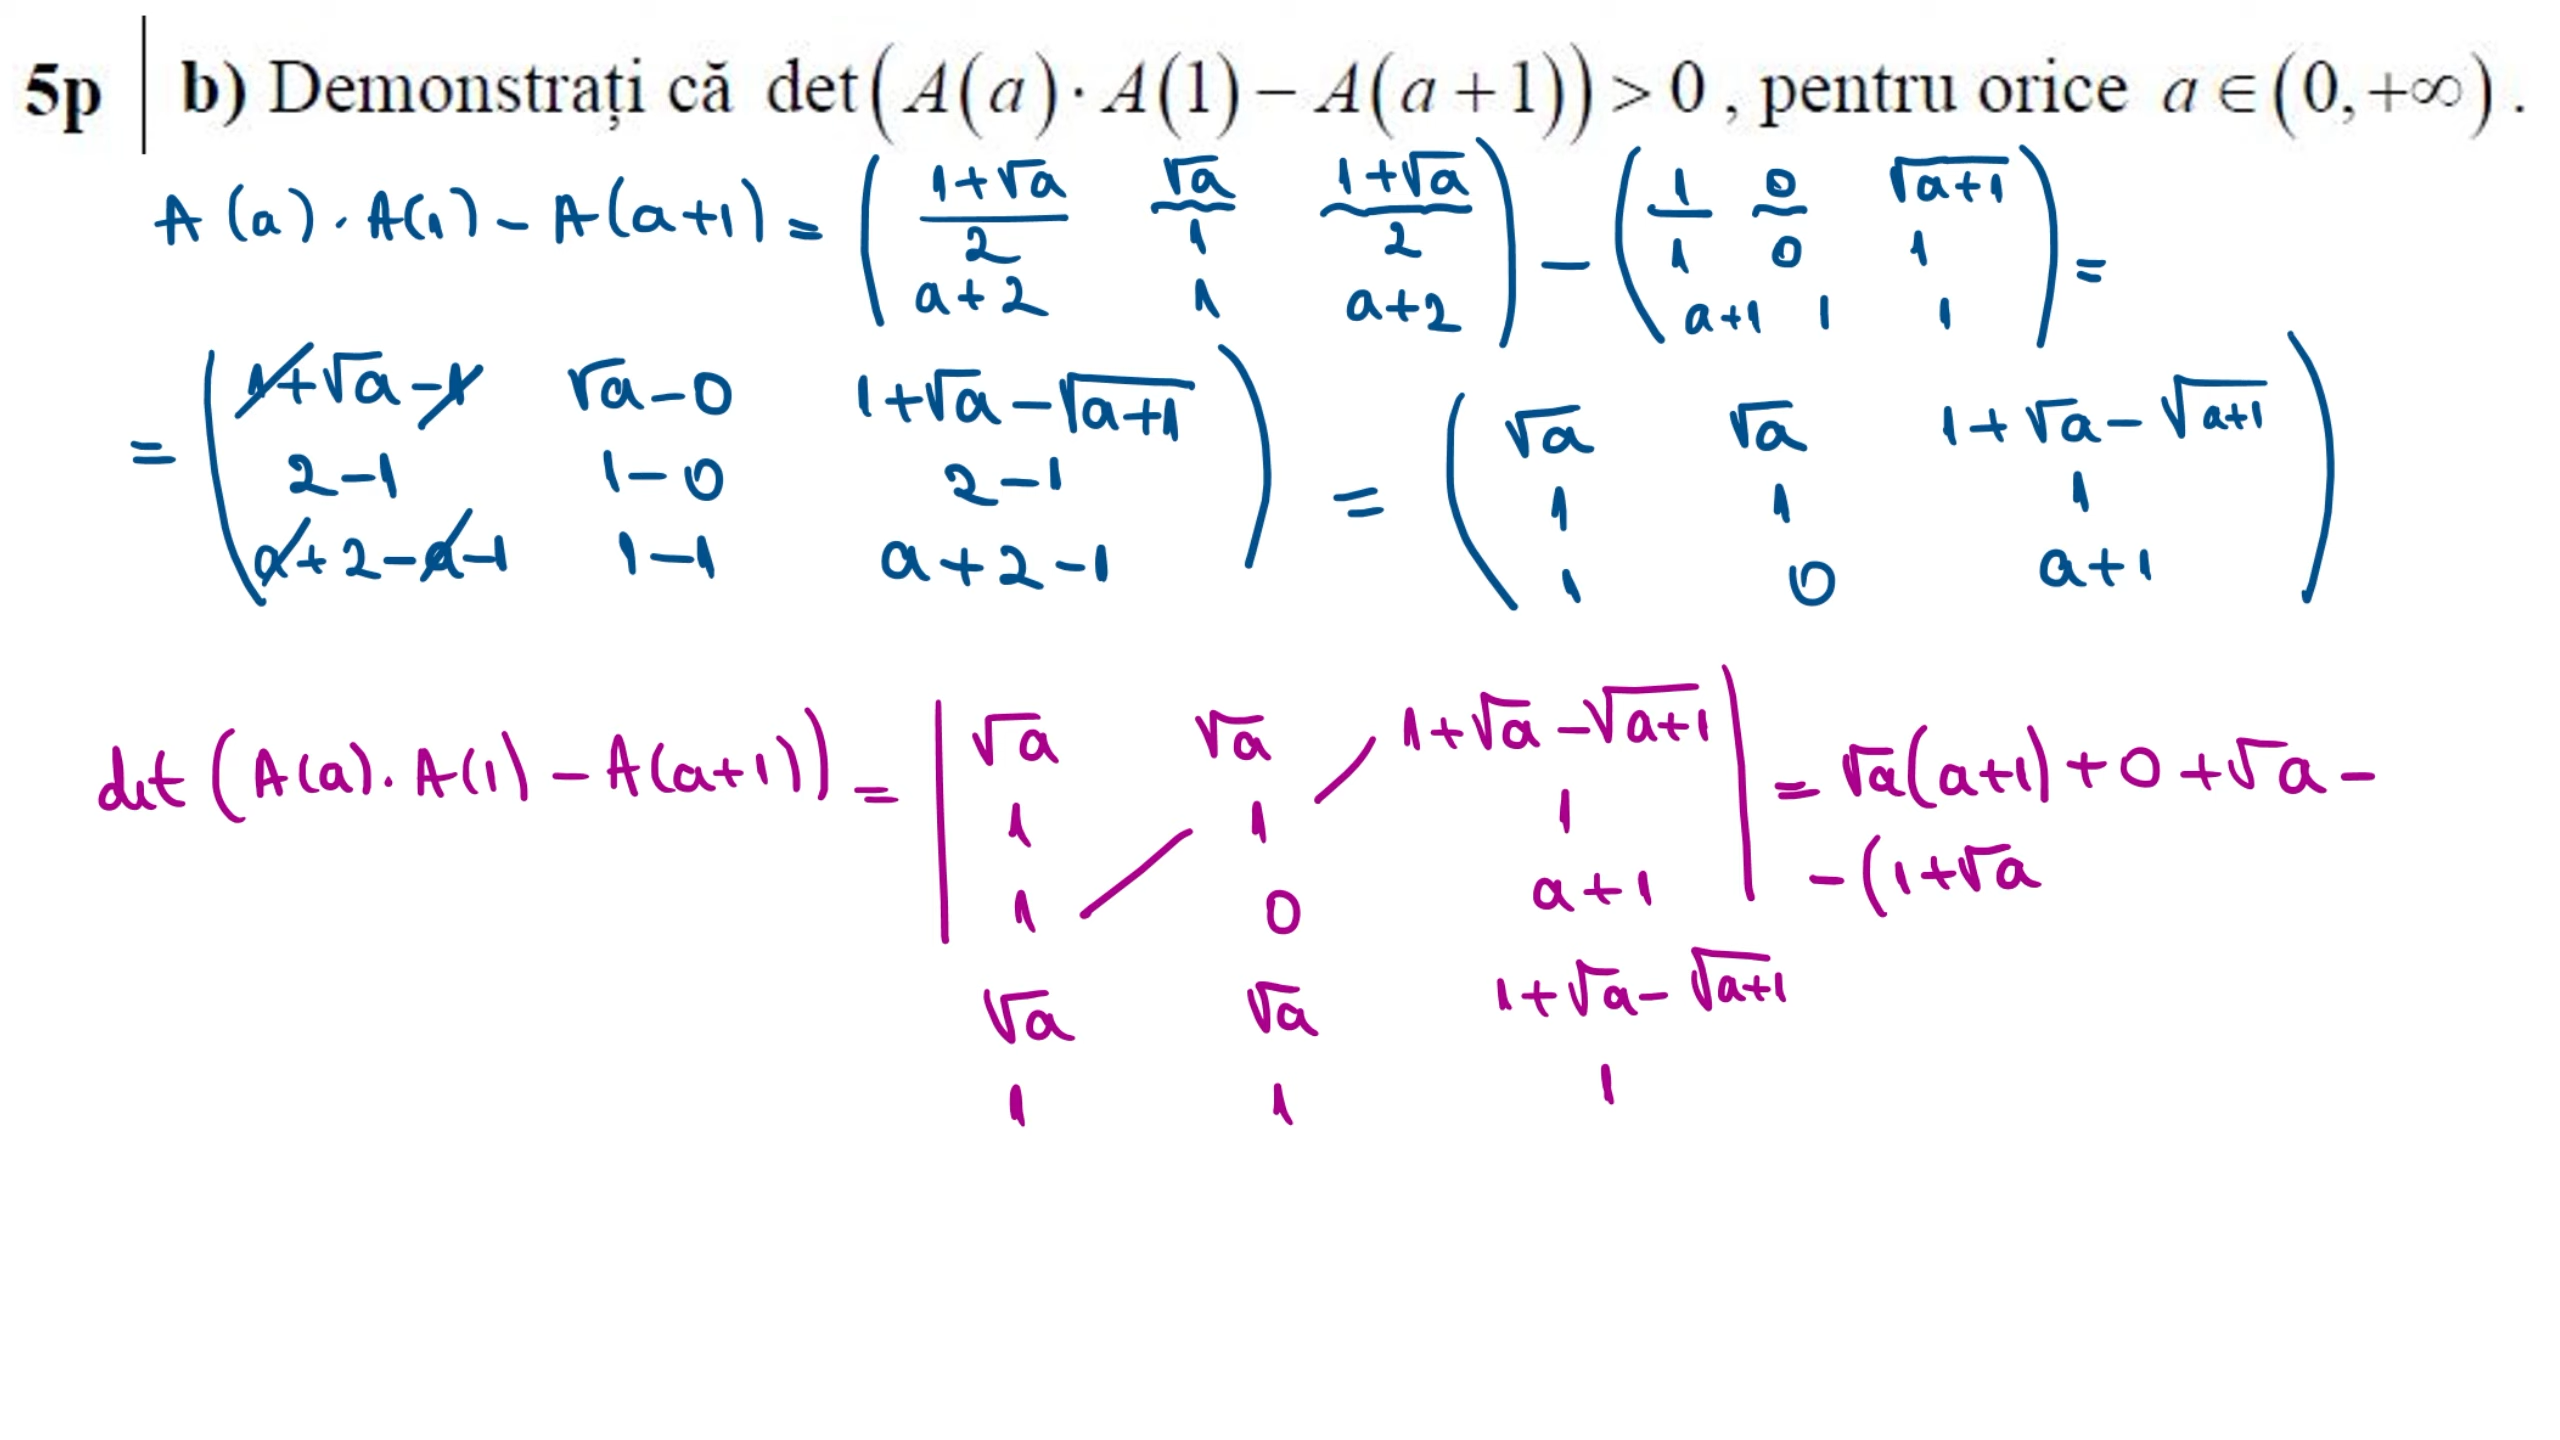 5p b) Demonstrați că det(A(a)·A(1)−A(a+1))>0, pentru orice a∈(0,+∞).
A(a)·A(1)−A(a+1) = ( 1+√a √a 1+√a ) − ( 1 0 √a+1 ) =
2 1 2 1 0 1
a+2 1 a+2 a+1 1 1
= ( 1+√a−1 √a−0 1+√a−√a+1 ) = ( √a √a 1+√a−√a+1 )
2−1 1−0 2−1 1 1 1
a+2−a−1 1−1 a+2−1 1 0 a+1
det(A(a)·A(1)−A(a+1)) = | √a √a 1+√a−√a+1 | = √a(a+1)+0+√a−
1 1 1 −(1+√a
1 0 a+1
√a √a 1+√a−√a+1
1 1 1